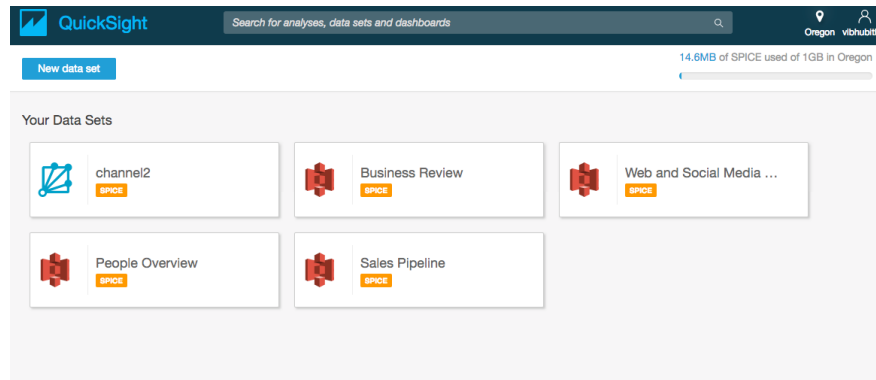 QuickSight
Search for analyses, data sets and dashboards
Oregon
New data set
14.6MB of SPICE used of 1GB in Oregon
Your Data Sets
channel2
SPICE
Business Review
SPICE
Web and Social Media ...
SPICE
People Overview
SPICE
Sales Pipeline
SPICE